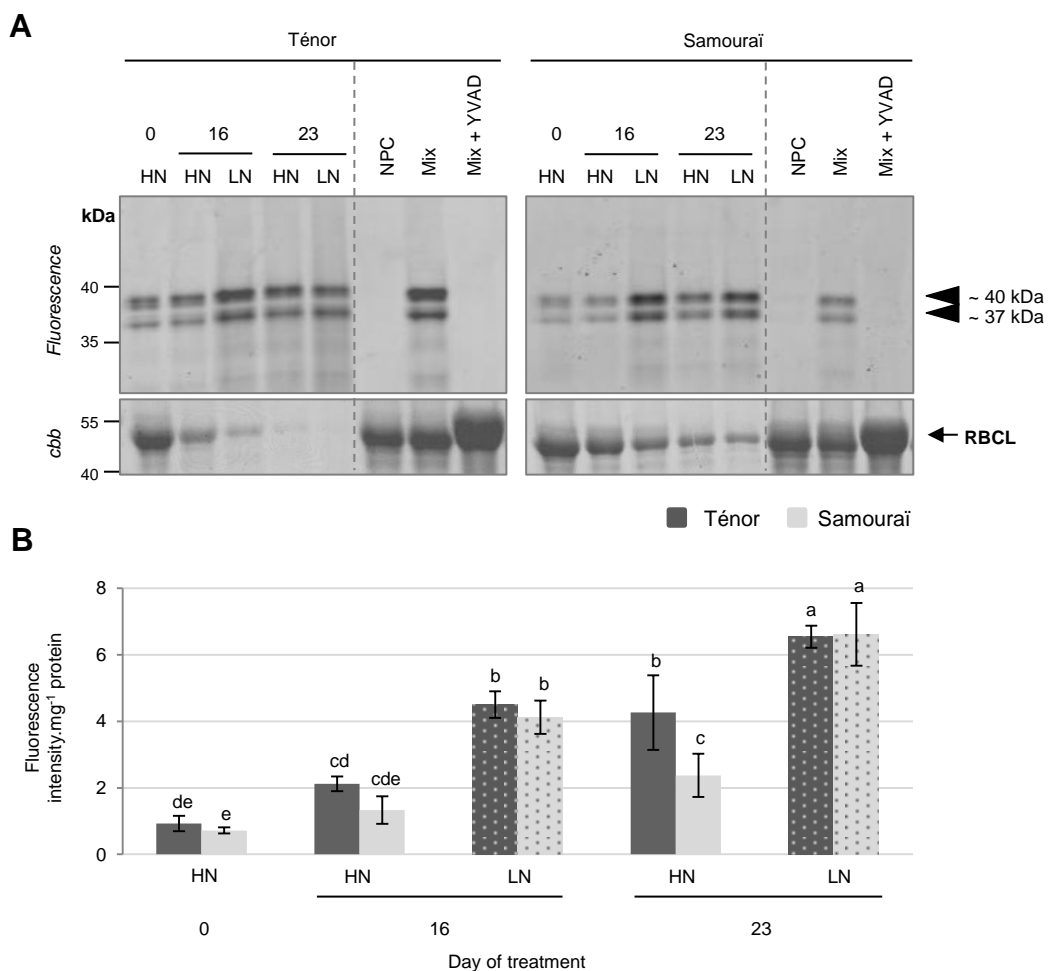 A
Ténor
Samouraï
0
16
23
NPC
Mix
Mix + YVAD
0
16
23
NPC
Mix
Mix + YVAD
HN
HN
LN
HN
LN
HN
HN
LN
HN
LN
kDa
Fluorescence
40
35
~ 40 kDa
~ 37 kDa
cbb
55
40
RBCL
Ténor
Samouraï
B
Fluorescence
intensity.mg-1 protein
8
6
4
2
0
de
e
cd
cde
b
b
b
c
a
a
HN
HN
LN
HN
LN
0
16
23
Day of treatment